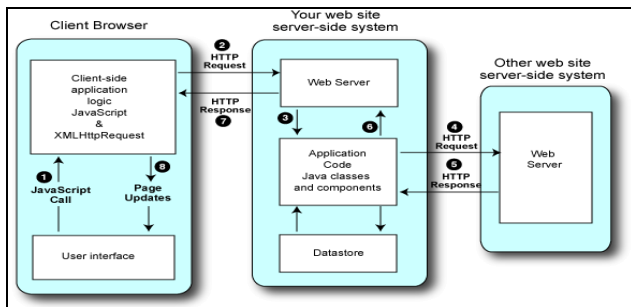 Client Browser
Your web site
server-side system
Other web site
server-side system
Client-side
application
logic
JavaScript
&
XMLHttpRequest
2
HTTP
Request
HTTP
Response
7
Web Server
3
6
Application
Code
Java classes
and components
4
HTTP
Request
5
HTTP
Response
Web
Server
1
JavaScript
Call
8
Page
Updates
User interface
Datastore